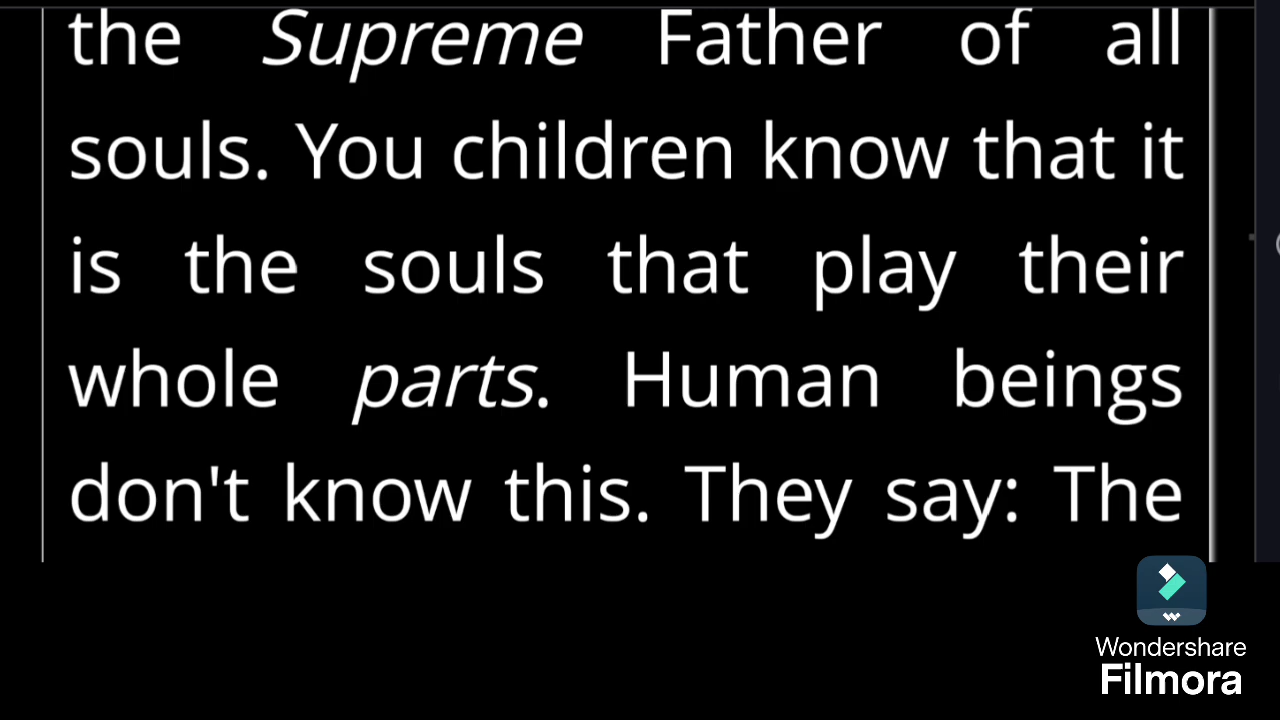 the Supreme Father of all
souls. You children know that it
is the souls that play their
whole parts. Human beings
don't know this. They say: The
Wondershare
Filmora